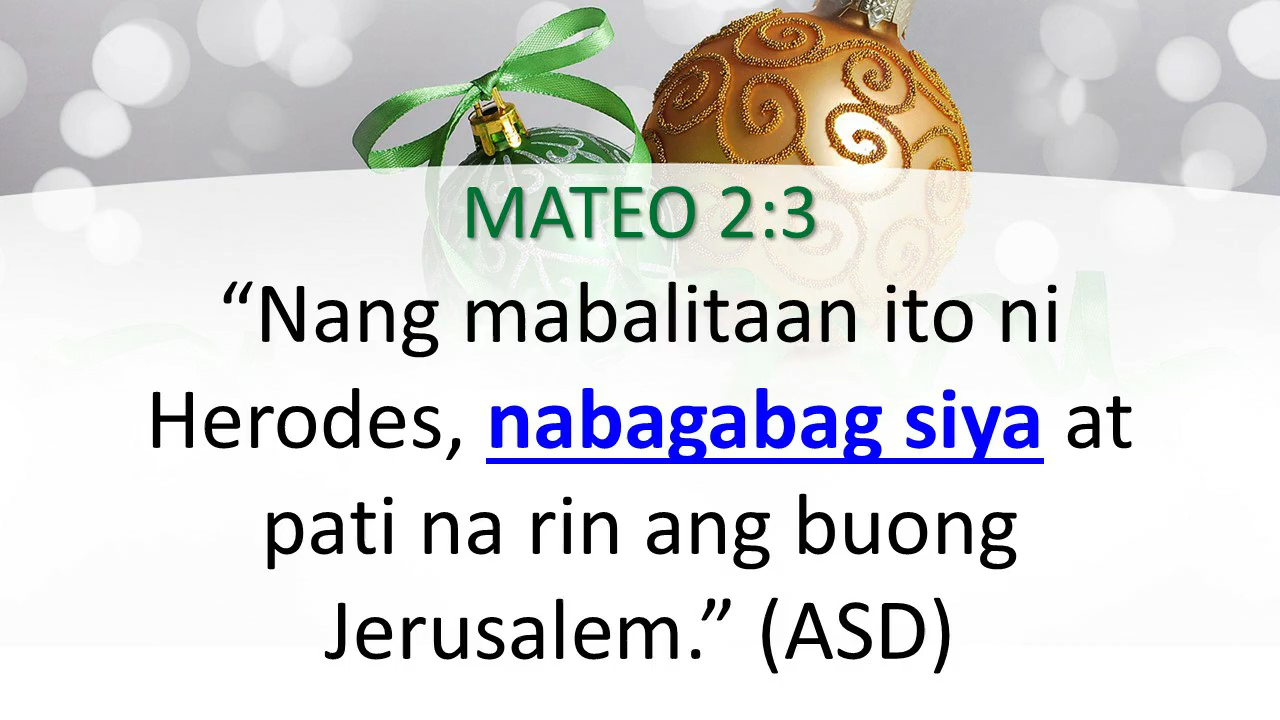 MATEO 2:3
“Nang mabalitaan ito ni
Herodes, nabagabag siya at
pati na rin ang buong
Jerusalem.” (ASD)